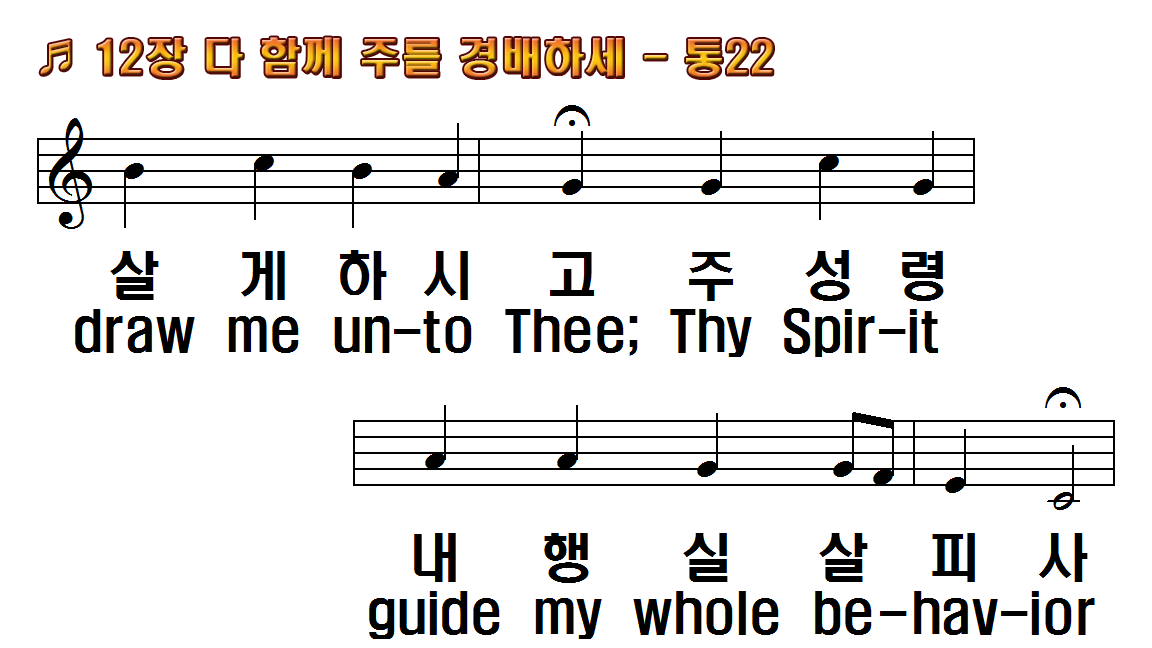 ♬ 12장 다 함께 주를 경배하세 - 통22
살 게 하 시 고 주 성 령
draw me un-to Thee; Thy Spir-it
내 행 실 살 피 사
guide my whole be-hav-ior